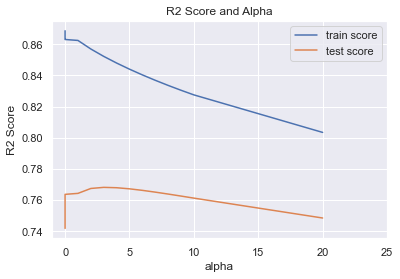 R2 Score and Alpha
train score
test score
R2 Score
0.86
0.84
0.82
0.80
0.78
0.76
0.74
0 5 10 15 20 25
alpha